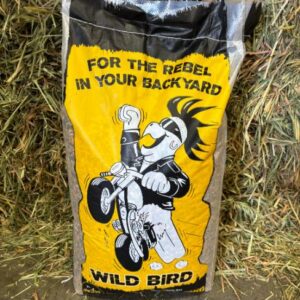 FOR THE REBEL
IN YOUR BACKYARD
WILD BIRD